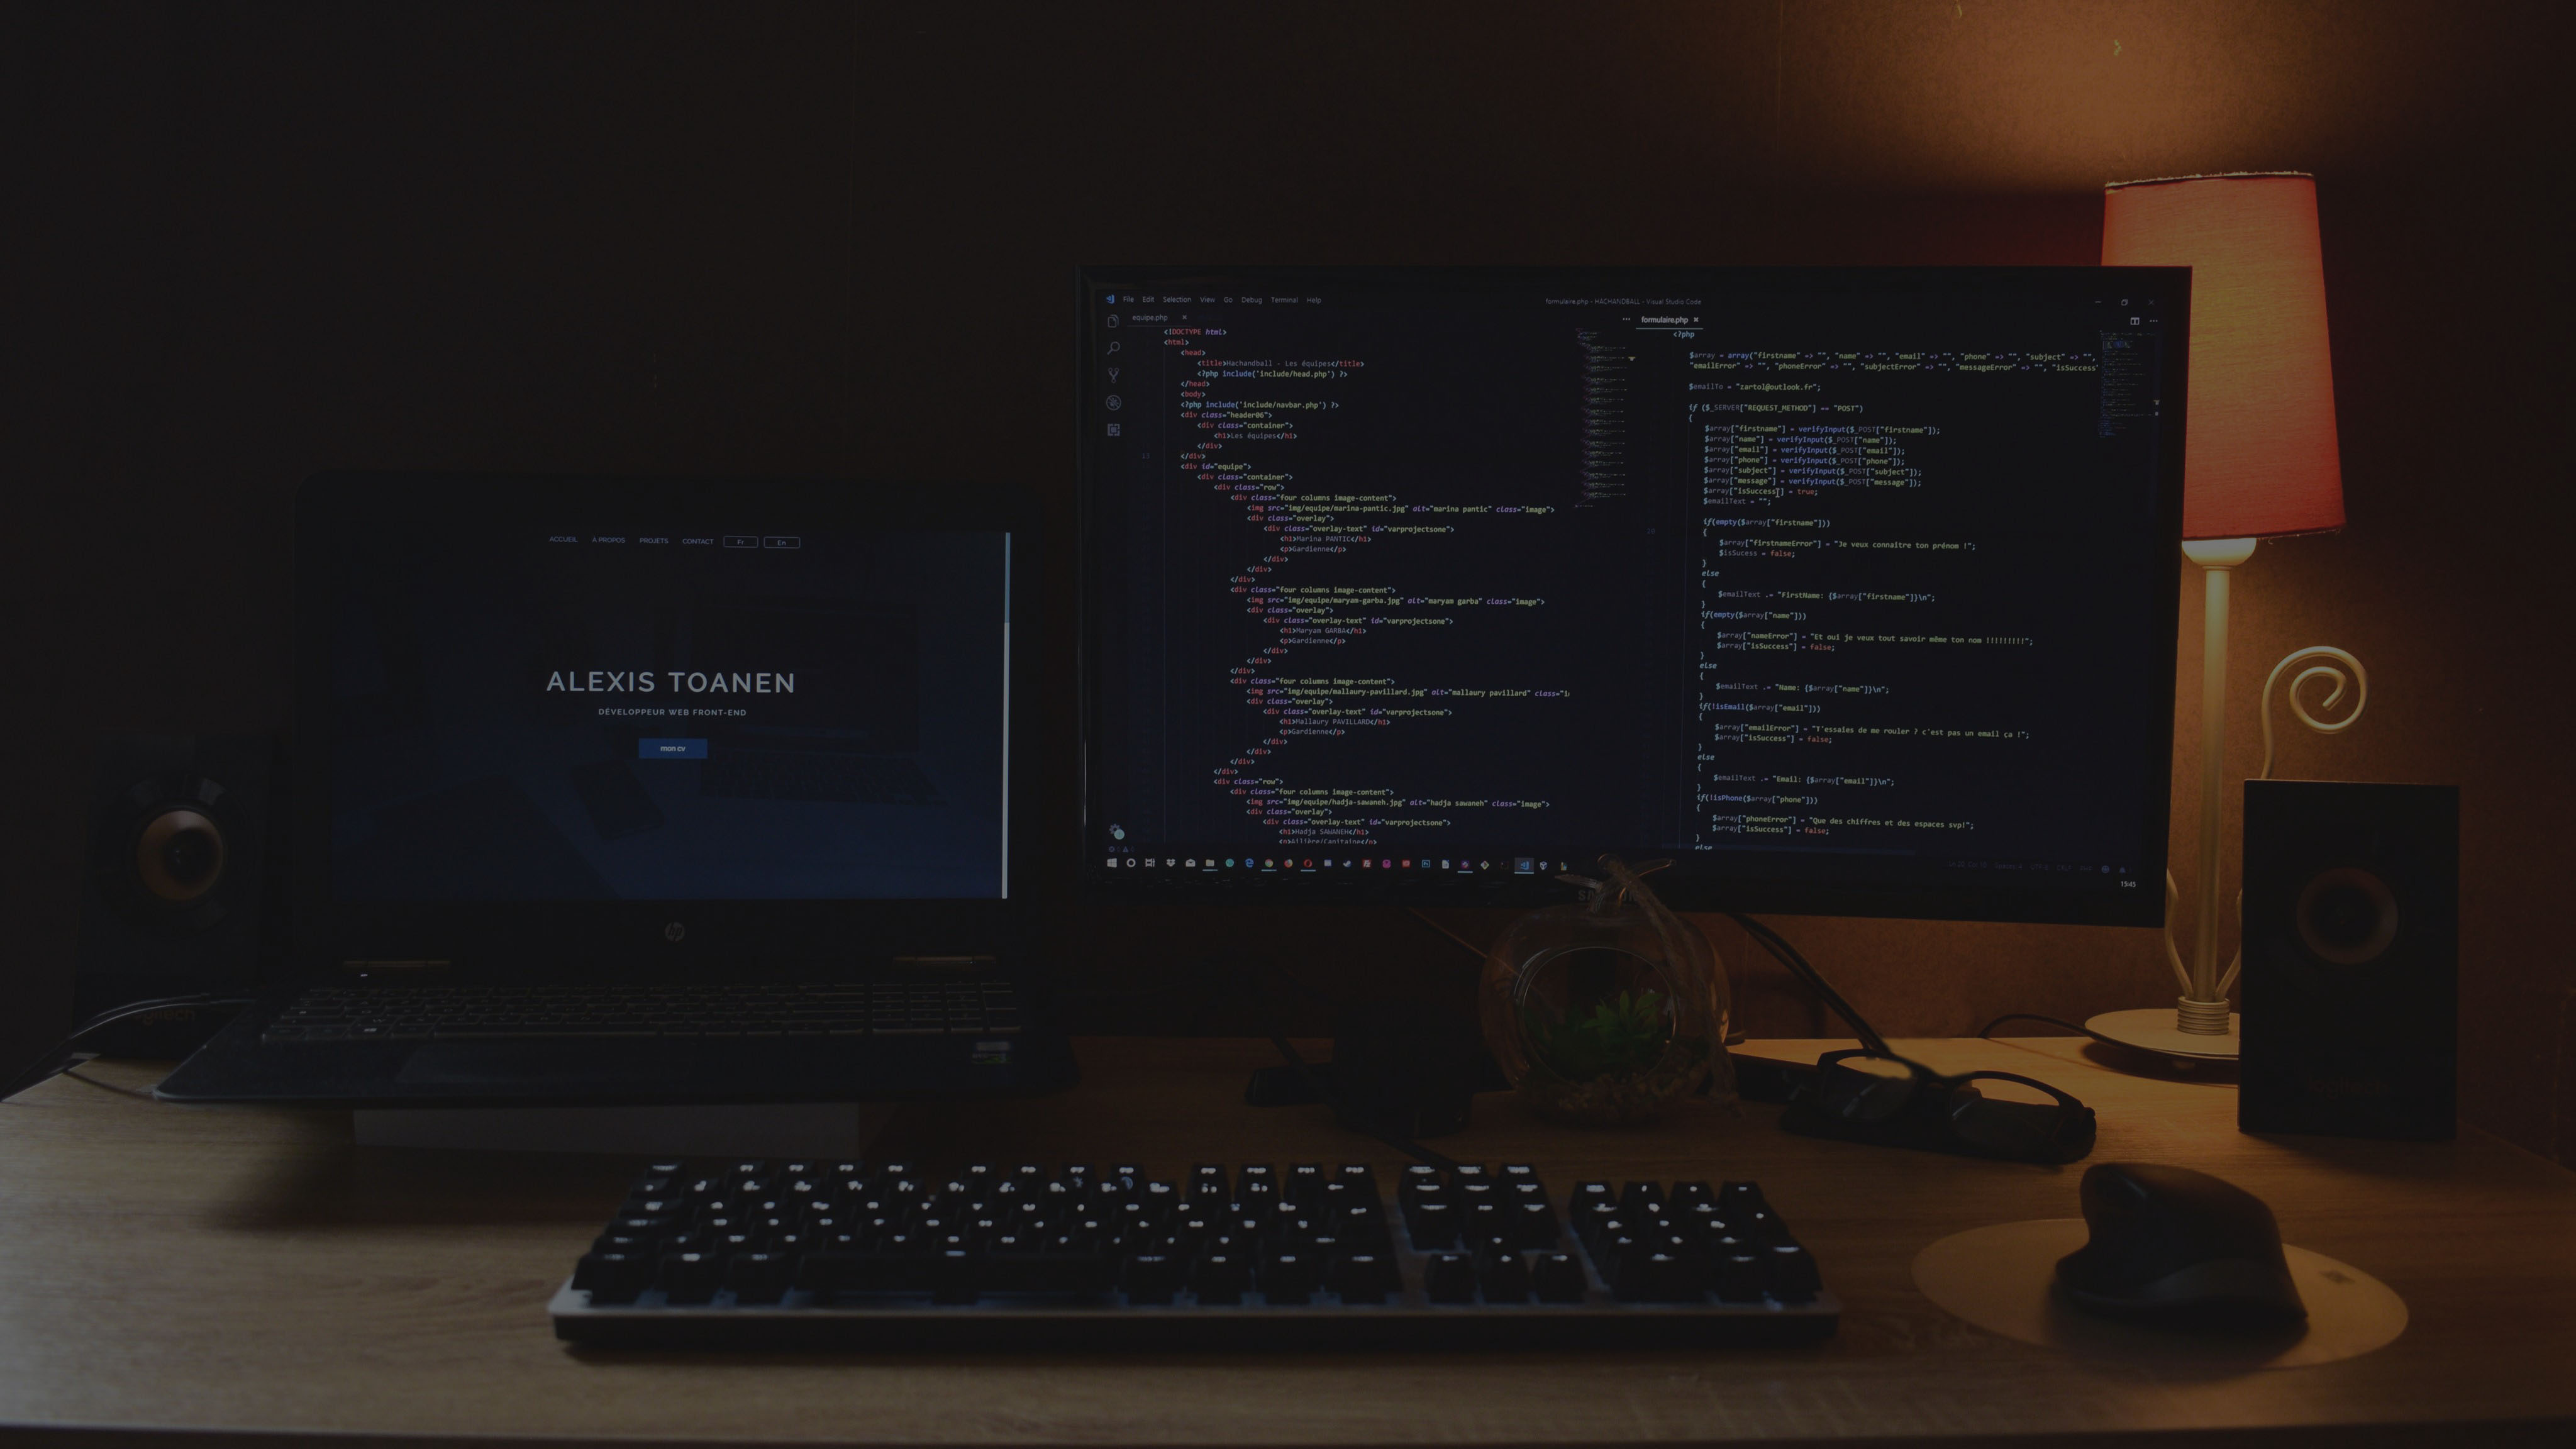 ACCUEIL À PROPOS PROJETS CONTACT Fr En
ALEXIS TOANEN
DÉVELOPPEUR WEB FRONT-END
mon cv
hp
File Edit Selection View Go Debug Terminal Help
formulaire.php - HACHANDBALL - Visual Studio Code
equipe.php ×
<!DOCTYPE html>
<html>
<head>
<title>Hachandball - Les équipes</title>
<?php include('include/head.php') ?>
</head>
<body>
<?php include('include/navbar.php') ?>
<div class="header06">
<div class="container">
<h1>Les équipes</h1>
</div>
</div>
<div id="equipe">
<div class="container">
<div class="row">
<div class="four columns image-content">
<img src="img/equipe/marina-pantic.jpg" alt="marina pantic" class="image">
<div class="overlay">
<div class="overlay-text" id="varprojectsone">
<h1>Marina PANTIC</h1>
<p>Gardienne</p>
</div>
</div>
</div>
<div class="four columns image-content">
<img src="img/equipe/maryam-garba.jpg" alt="maryam garba" class="image">
<div class="overlay">
<div class="overlay-text" id="varprojectsone">
<h1>Maryam GARBA</h1>
<p>Gardienne</p>
</div>
</div>
</div>
<div class="four columns image-content">
<img src="img/equipe/mallaury-pavillard.jpg" alt="mallaury pavillard" class="i
<div class="overlay">
<div class="overlay-text" id="varprojectsone">
<h1>Mallaury PAVILLARD</h1>
<p>Gardienne</p>
</div>
</div>
</div>
</div>
<div class="row">
<div class="four columns image-content">
<img src="img/equipe/hadja-sawaneh.jpg" alt="hadja sawaneh" class="image">
<div class="overlay">
<div class="overlay-text" id="varprojectsone">
<h1>Hadja SAWANEH</h1>
<p>Ailière/Capitaine</p>
formulaire.php ×
<?php
$array = array("firstname" => "", "name" => "", "email" => "", "phone" => "", "subject" => "",
"emailError" => "", "phoneError" => "", "subjectError" => "", "messageError" => "", "isSuccess"
$emailTo = "zartol@outlook.fr";
if ($_SERVER["REQUEST_METHOD"] == "POST")
{
$array["firstname"] = verifyInput($_POST["firstname"]);
$array["name"] = verifyInput($_POST["name"]);
$array["email"] = verifyInput($_POST["email"]);
$array["phone"] = verifyInput($_POST["phone"]);
$array["subject"] = verifyInput($_POST["subject"]);
$array["message"] = verifyInput($_POST["message"]);
$array["isSuccess"] = true;
$emailText = "";
if(empty($array["firstname"]))
{
$array["firstnameError"] = "Je veux connaitre ton prénom !";
$isSucess = false;
}
else
{
$emailText .= "FirstName: {$array["firstname"]}\n";
}
if(empty($array["name"]))
{
$array["nameError"] = "Et oui je veux tout savoir même ton nom !!!!!!!!!";
$array["isSuccess"] = false;
}
else
{
$emailText .= "Name: {$array["name"]}\n";
}
if(!isEmail($array["email"]))
{
$array["emailError"] = "T'essaies de me rouler ? c'est pas un email ça !";
$array["isSuccess"] = false;
}
else
{
$emailText .= "Email: {$array["email"]}\n";
}
if(!isPhone($array["phone"]))
{
$array["phoneError"] = "Que des chiffres et des espaces svp!";
$array["isSuccess"] = false;
}
else
19:45